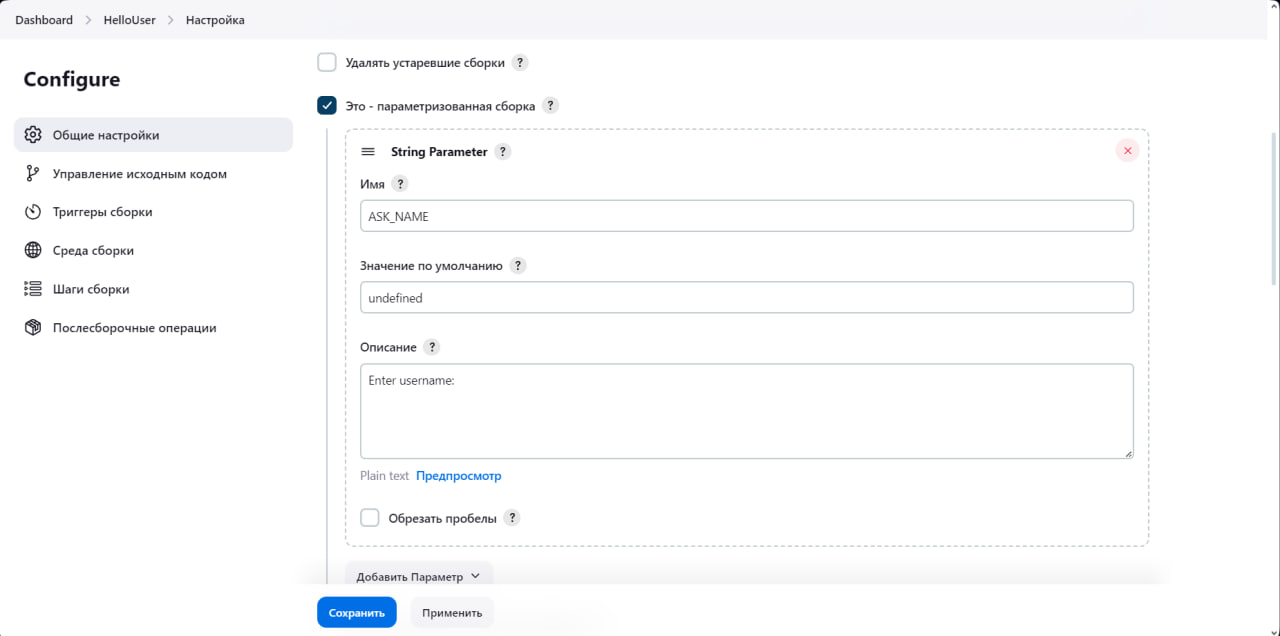 Dashboard > HelloUser > Настройка
Configure
Общие настройки
Управление исходным кодом
Триггеры сборки
Среда сборки
Шаги сборки
Послесборочные операции
Удалять устаревшие сборки ?
Это - параметризованная сборка ?
String Parameter ?
Имя ?
ASK_NAME
Значение по умолчанию ?
undefined
Описание ?
Enter username:
Plain text Предпросмотр
Обрезать пробелы ?
Добавить Параметр
Сохранить Применить